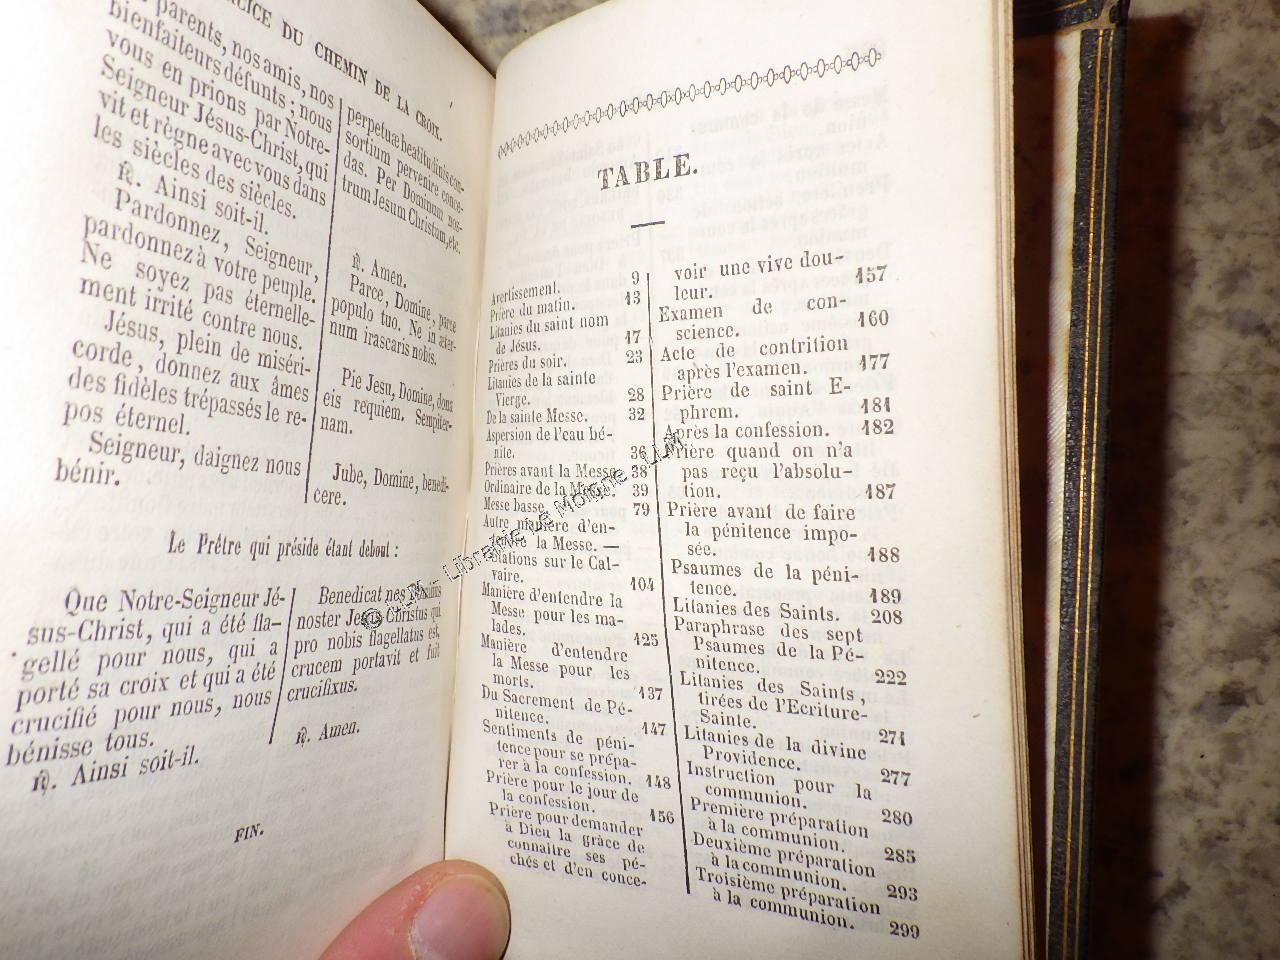 RCICE DU CHEMIN DE LA CROIX.
parents, nos amis, nos
bienfaiteurs défunts ; nous
vous en prions par Notre-
Seigneur Jésus-Christ, qui
vit et règne avec vous dans
les siècles des siècles.
℟. Ainsi soit-il.
Pardonnez, Seigneur,
pardonnez à votre peuple.
Ne soyez pas éternelle-
ment irrité contre nous.
Jésus, plein de miséri-
corde, donnez aux âmes
des fidèles trépassés le re-
pos éternel.
Seigneur, daignez nous
bénir.
perpetuæ beatitudinis con-
sortium pervenire conce-
das. Per Dominum nos-
trum Jesum Christum, etc.
℟. Amen.
Parce, Domine, parce
populo tuo. Ne in æter-
num irascaris nobis.
Pie Jesu, Domine, dona
eis requiem. Sempiter-
nam.
Jube, Domine, benedi-
cere.
Le Prêtre qui préside étant debout :
Que Notre-Seigneur Jé-
sus-Christ, qui a été fla-
gellé pour nous, qui a
porté sa croix et qui a été
crucifié pour nous, nous
bénisse tous.
℟. Ainsi soit-il.
Benedicat nos Dominus
noster Jesus Christus qui
pro nobis flagellatus est,
crucem portavit et fuit
crucifixus.
℟. Amen.
FIN.
TABLE.
Avertissement. 9
Prière du matin. 13
Litanies du saint nom
de Jésus. 17
Prières du soir. 23
Litanies de la sainte
Vierge. 28
De la sainte Messe. 32
Aspersion de l'eau bé-
nite. 36
Prières avant la Messe. 38
Ordinaire de la Messe. 39
Messe basse. 79
Autre manière d'en-
tendre la Messe. —
Stations sur le Cal-
vaire. 104
Manière d'entendre la
Messe pour les ma-
lades. 125
Manière d'entendre
la Messe pour les
morts. 137
Du Sacrement de Pé-
nitence. 147
Sentiments de péni-
tence pour se prépa-
rer à la confession. 148
Prière pour le jour de
la confession. 156
Prière pour demander
à Dieu la grâce de
connaître ses pé-
chés et d'en conce-
voir une vive dou-
leur. 157
Examen de con-
science. 160
Acte de contrition
après l'examen. 177
Prière de saint E-
phrem. 181
Après la confession. 182
Prière quand on n'a
pas reçu l'absolu-
tion. 187
Prière avant de faire
la pénitence impo-
sée. 188
Psaumes de la péni-
tence. 189
Litanies des Saints. 208
Paraphrase des sept
Psaumes de la Pé-
nitence. 222
Litanies des Saints,
tirées de l'Ecriture-
Sainte. 271
Litanies de la divine
Providence. 277
Instruction pour la
communion. 280
Première préparation
à la communion. 285
Deuxième préparation
à la communion. 293
Troisième préparation
à la communion. 299
© LLM - Librairie Le Moigne - LLM